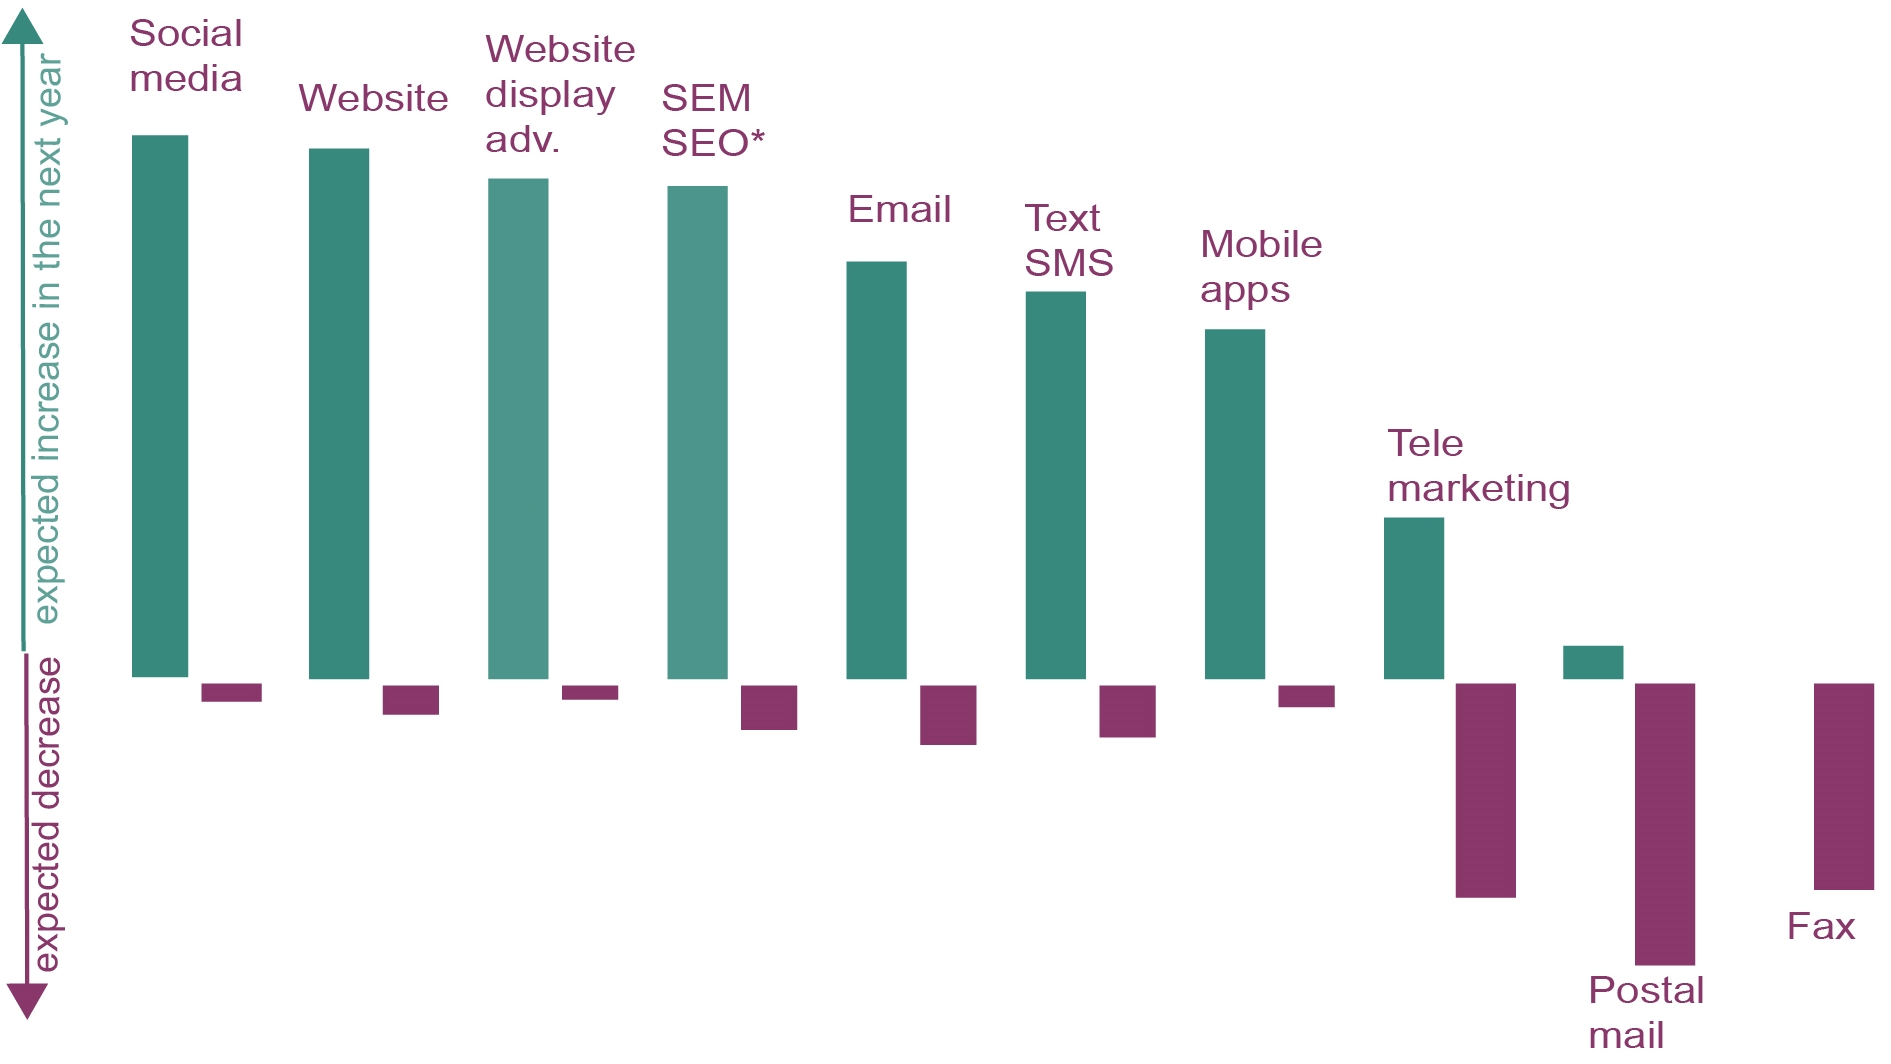 Social
media
Website
Website
display
adv.
SEM
SEO*
Email
Text
SMS
Mobile
apps
Tele
marketing
Postal
mail
Fax
expected increase in the next year
expected decrease